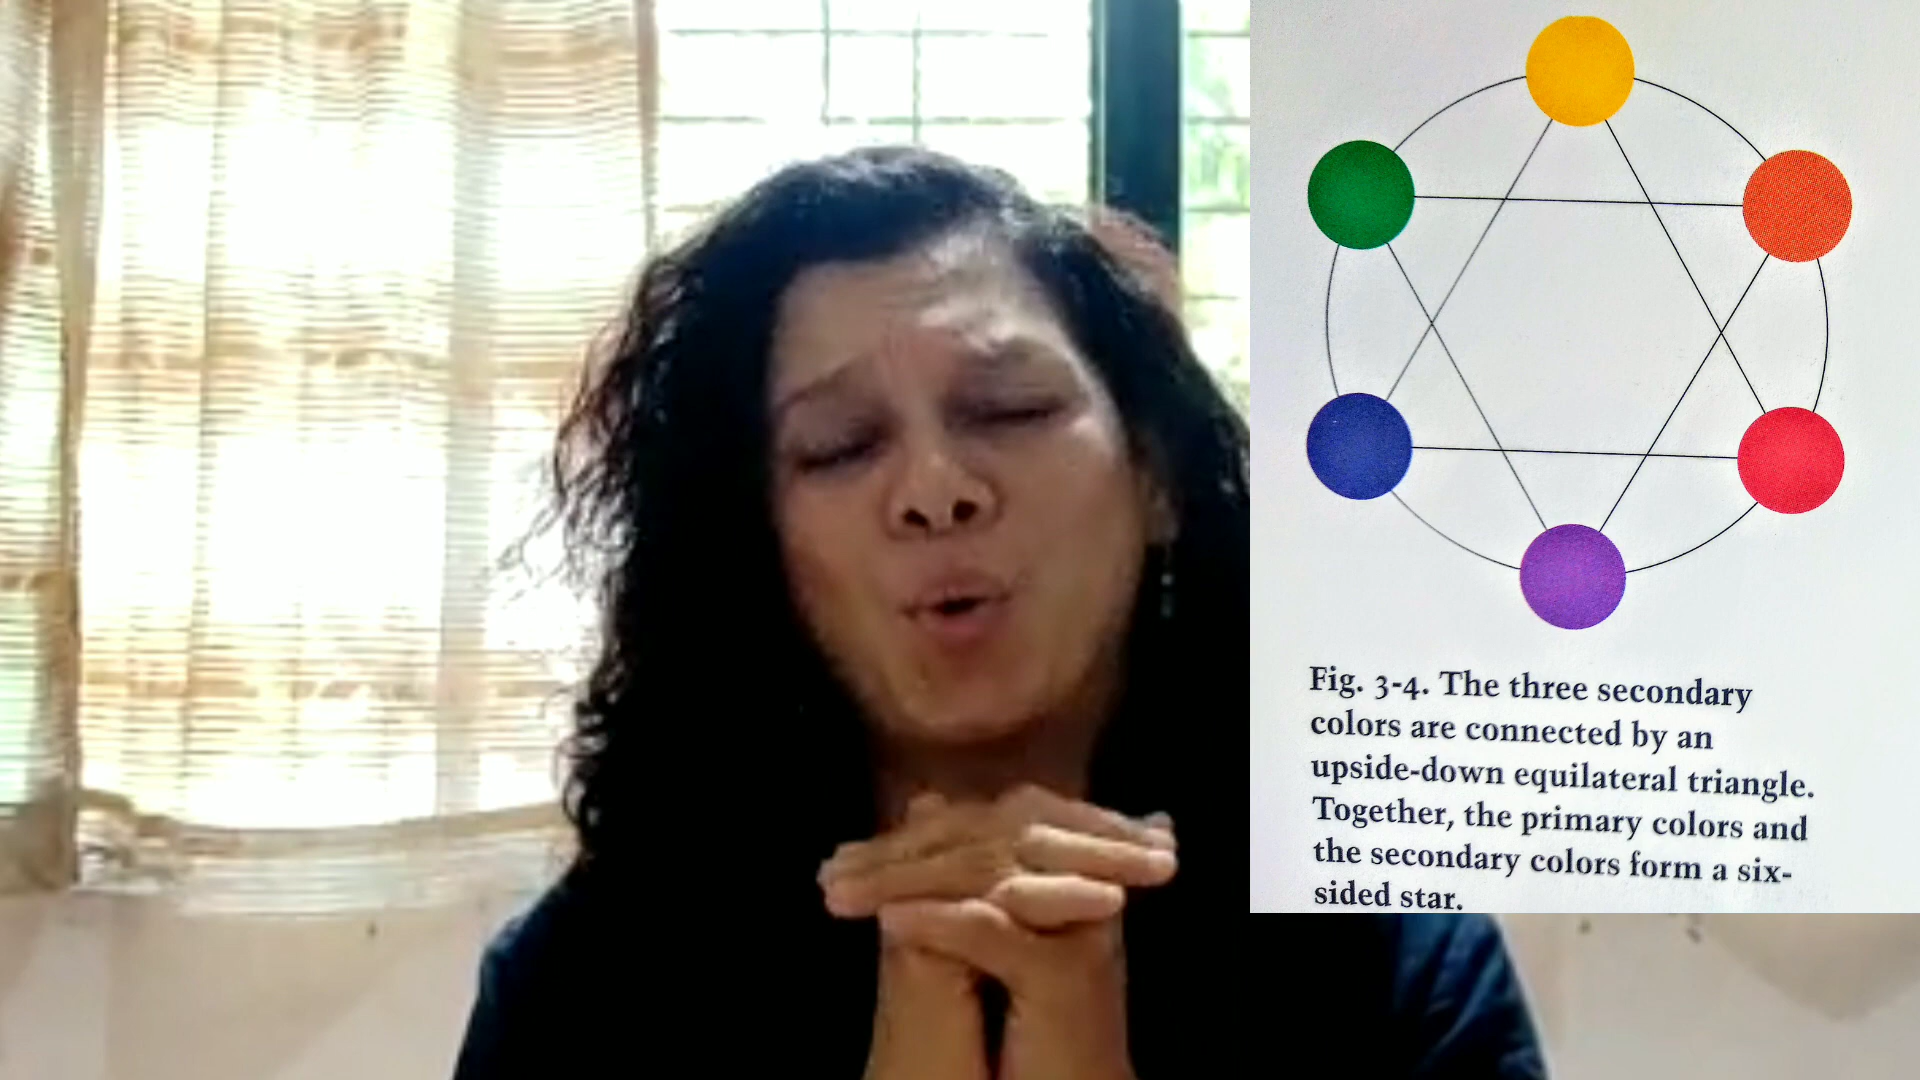 Fig. 3-4. The three secondary
colors are connected by an
upside-down equilateral triangle.
Together, the primary colors and
the secondary colors form a six-
sided star.